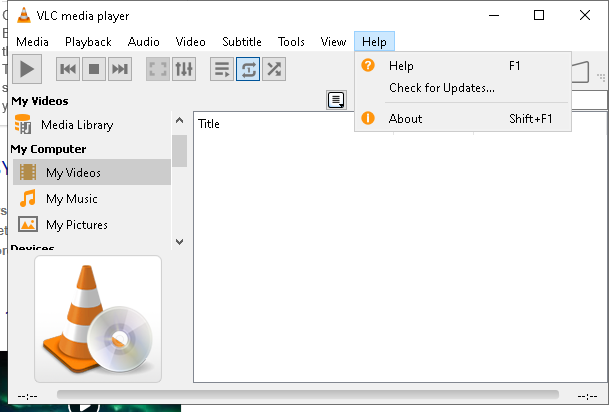 VLC media player
Media Playback Audio Video Subtitle Tools View Help
Help F1
Check for Updates...
About Shift+F1
My Videos
Media Library
My Computer
My Videos
My Music
My Pictures
Devices
Title
--:-- --:--